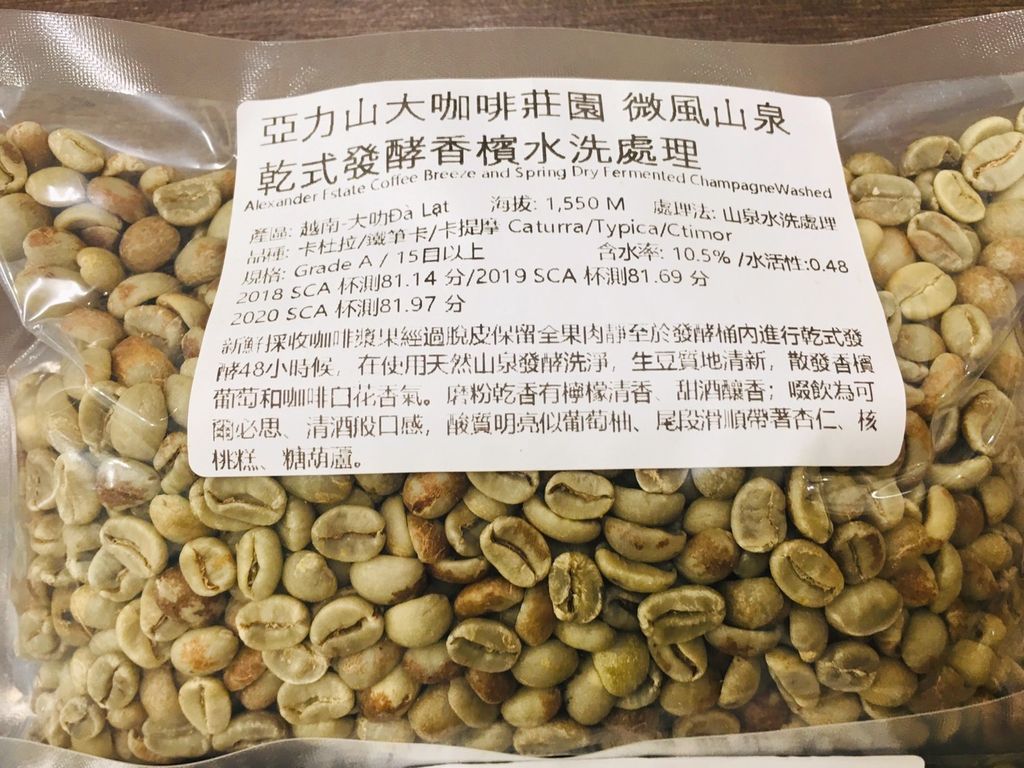 亞力山大咖啡莊園 微風山泉
乾式發酵香檳水洗處理
Alexander Estate Coffee Breeze and Spring Dry Fermented ChampagneWashed
產區: 越南-大叻Đà Lạt 海拔: 1,550 M 處理法: 山泉水洗處理
品種: 卡杜拉/鐵筆卡/卡提摩 Caturra/Typica/Ctimor
規格: Grade A / 15目以上 含水率: 10.5% /水活性:0.48
2018 SCA 杯測81.14 分/2019 SCA 杯測81.69 分
2020 SCA 杯測81.97 分
新鮮採收咖啡漿果經過脫皮保留全果肉靜至於發酵桶內進行乾式發
酵48小時候，在使用天然山泉發酵洗淨，生豆質地清新，散發香檳
葡萄和咖啡口花香氣。磨粉乾香有檸檬清香、甜酒釀香；啜飲為可
爾必思、清酒般口感，酸質明亮似葡萄柚、尾段滑順帶著杏仁、核
桃糕、糖葫蘆。